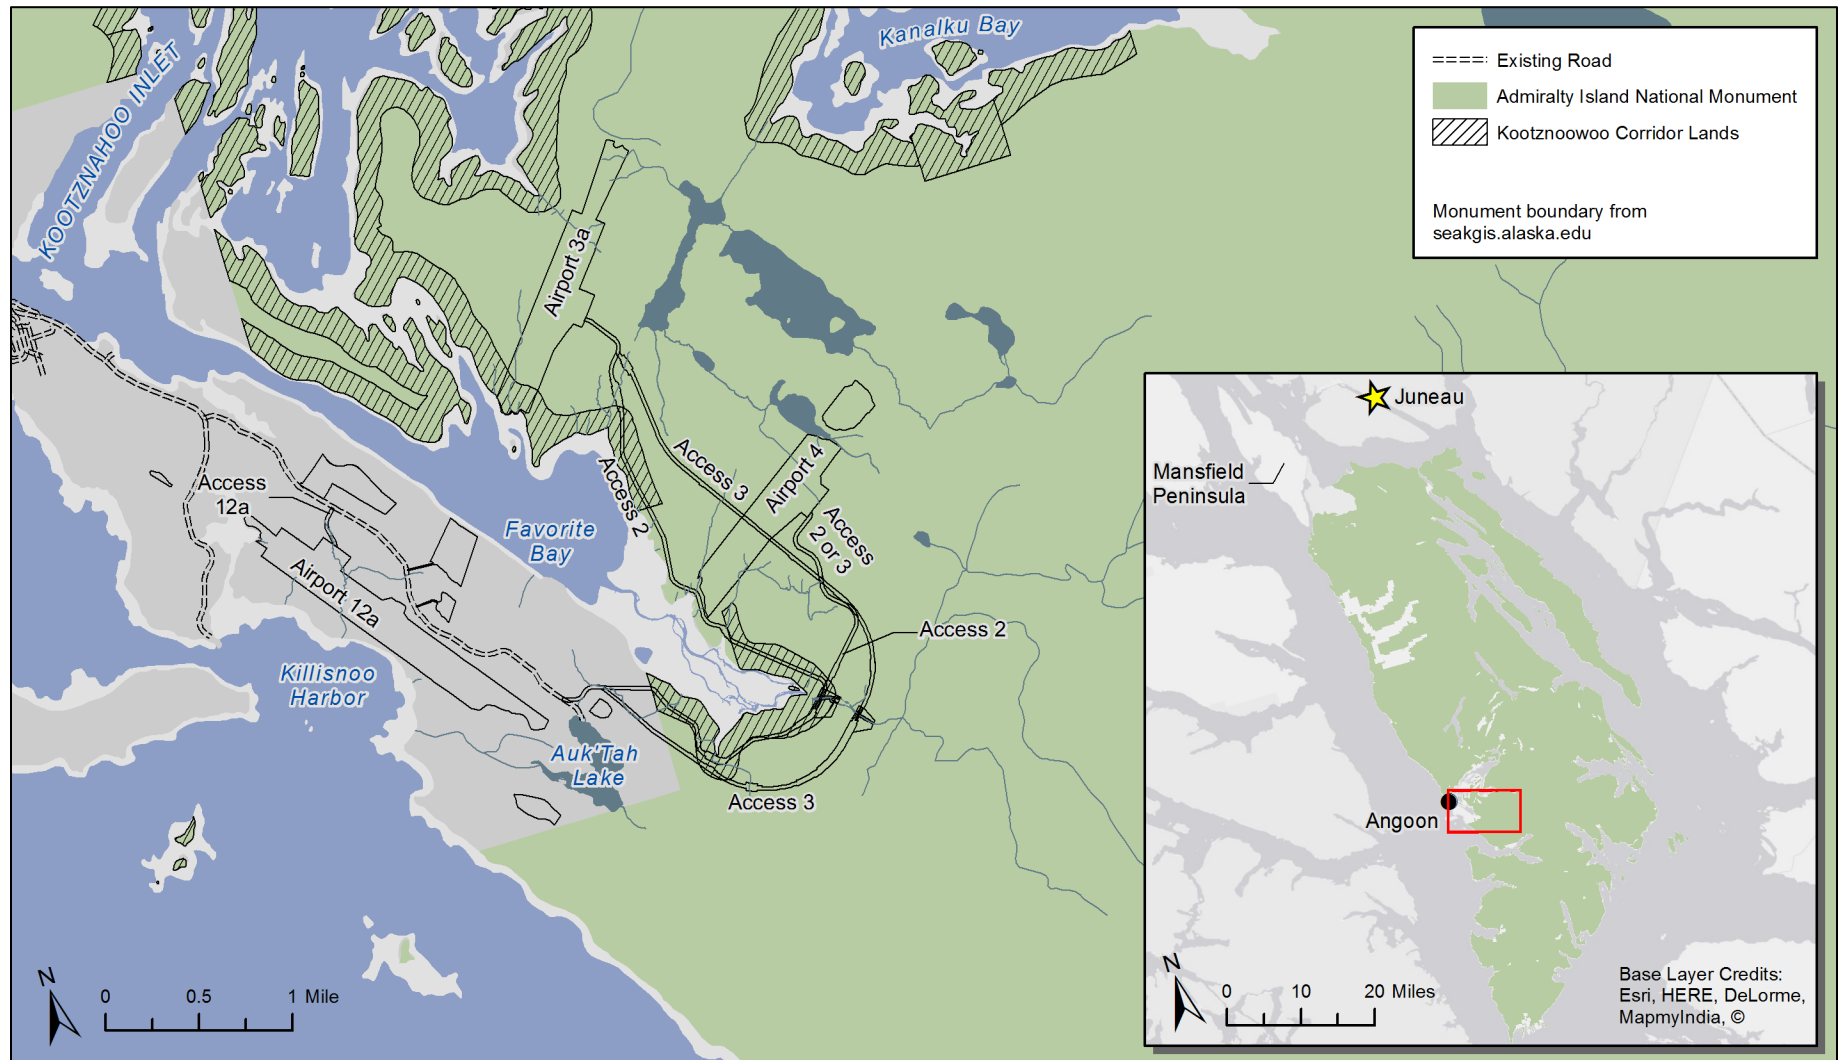 Kanalku Bay
KOOTZNAHOO INLET
Existing Road
Admiralty Island National Monument
Kootznoowoo Corridor Lands
Monument boundary from
seakgis.alaska.edu
Airport 3a
Access 3
Airport 4
Access 2
Access
2 or 3
Access
12a
Favorite
Bay
Airport 12a
Access 2
Killisnoo
Harbor
Auk'Tah
Lake
Access 3
N
0 0.5 1 Mile
Juneau
Mansfield
Peninsula
Angoon
N
0 10 20 Miles
Base Layer Credits:
Esri, HERE, DeLorme,
MapmyIndia, ©